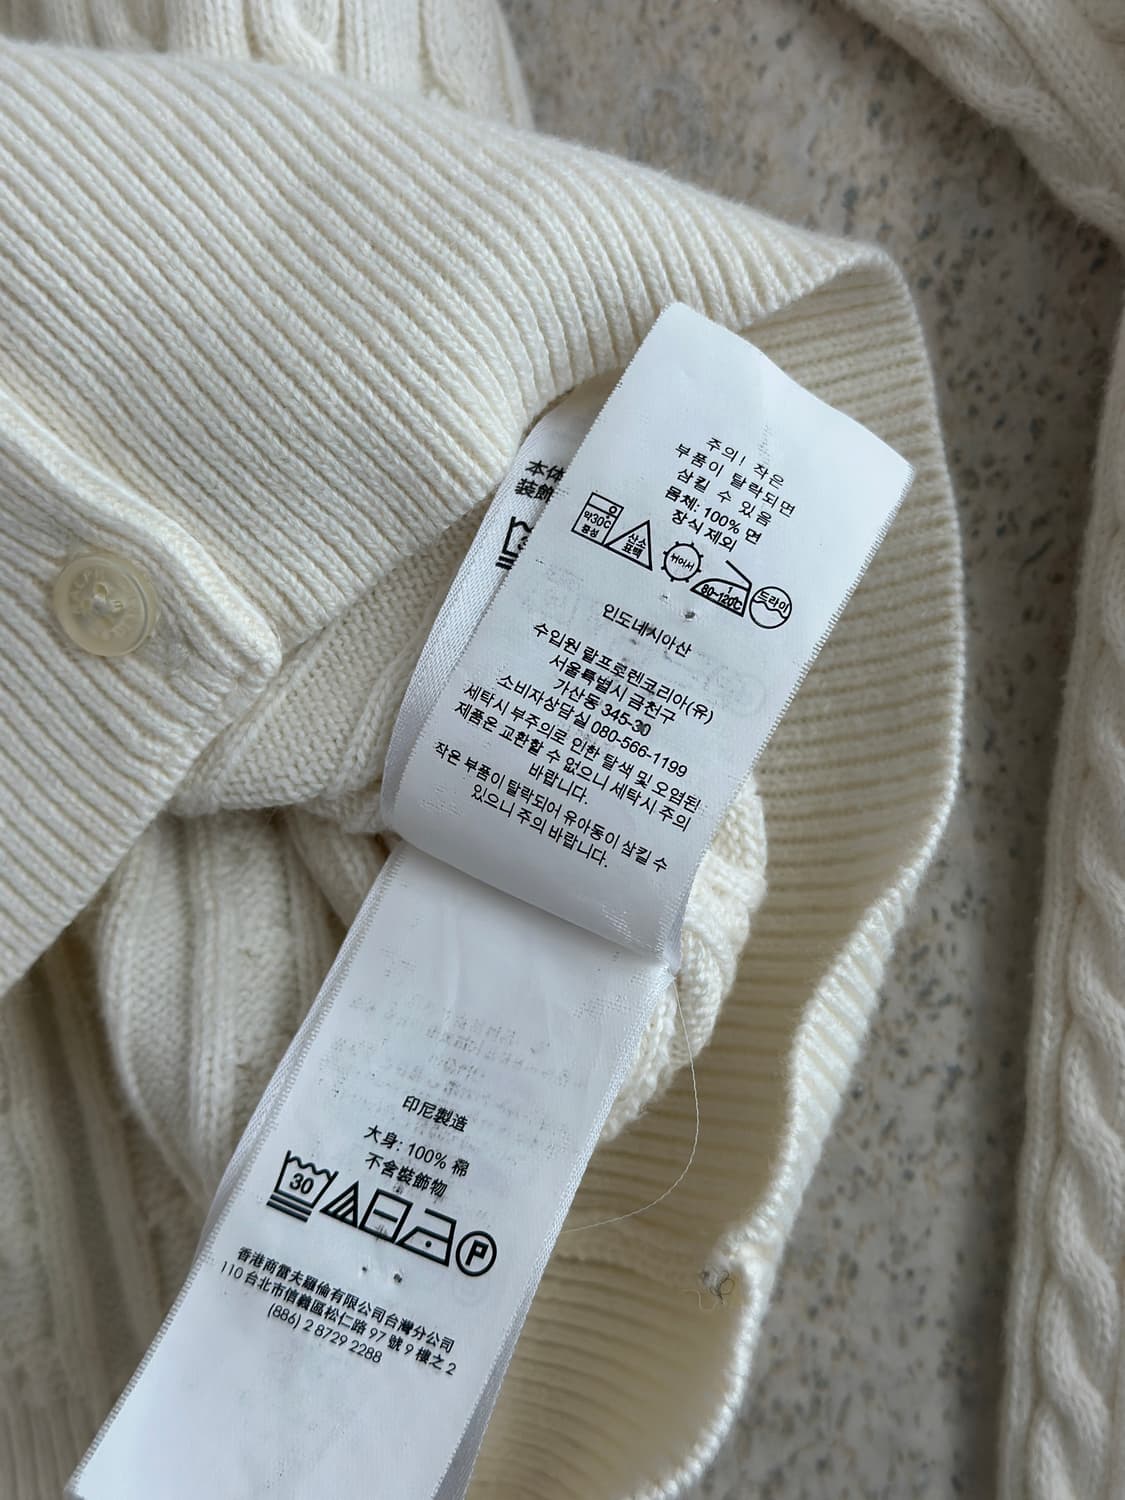 주의! 작은
부품이 탈락되면
삼킬 수 있음
몸체: 100% 면
장식 제외
약30℃
중성
산소
표백
뉘어서
80-120℃
드라이
인도네시아산
수입원 랄프로렌코리아(유)
서울특별시 금천구
가산동 345-30
소비자상담실 080-566-1199
세탁시 부주의로 인한 탈색 및 오염된
제품은 교환할 수 없으니 세탁시 주의
바랍니다.
작은 부품이 탈락되어 유아동이 삼킬 수
있으니 주의 바랍니다.
本体
装飾
印尼製造
大身: 100% 棉
不含裝飾物
30
P
香港商雷夫羅倫有限公司台灣分公司
110 台北市信義區松仁路 97 號 9 樓之 2
(886) 2 8729 2288